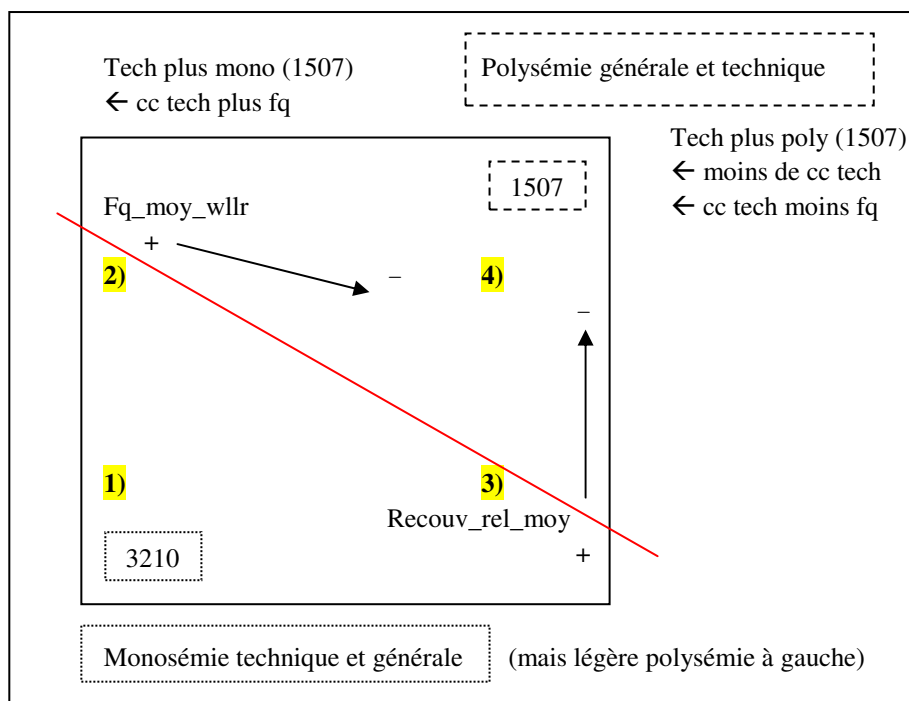 Tech plus mono (1507)
← cc tech plus fq
Polysémie générale et technique
Tech plus poly (1507)
← moins de cc tech
← cc tech moins fq
1507
Fq_moy_wllr
+
–
2)
4)
–
1)
3)
Recouv_rel_moy
+
3210
Monosémie technique et générale (mais légère polysémie à gauche)